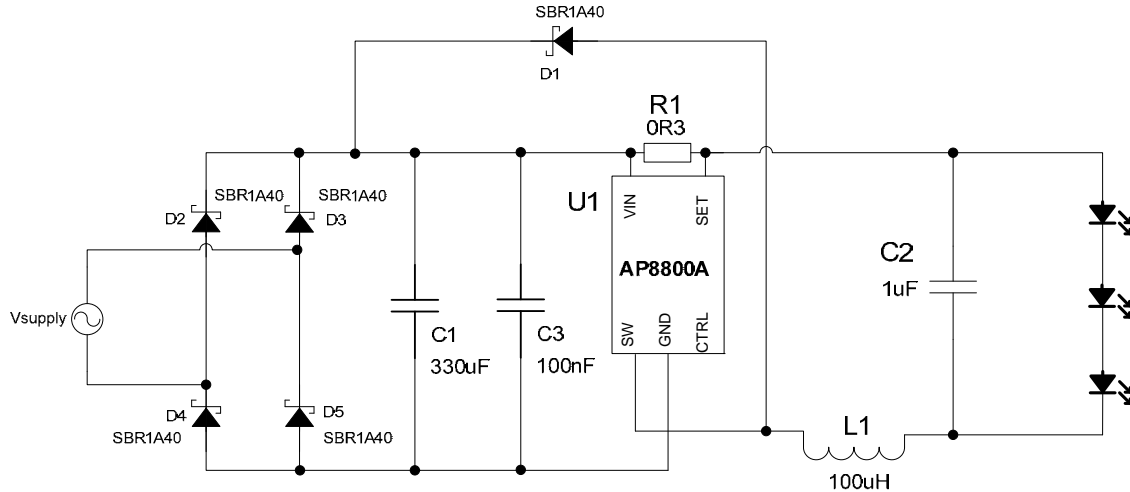 SBR1A40
D1
R1
0R3
SBR1A40
SBR1A40
D2
D3
U1
VIN
SET
AP8800A
SW
GND
CTRL
C2
1uF
Vsupply
C1
330uF
C3
100nF
D4
SBR1A40
D5
SBR1A40
L1
100uH